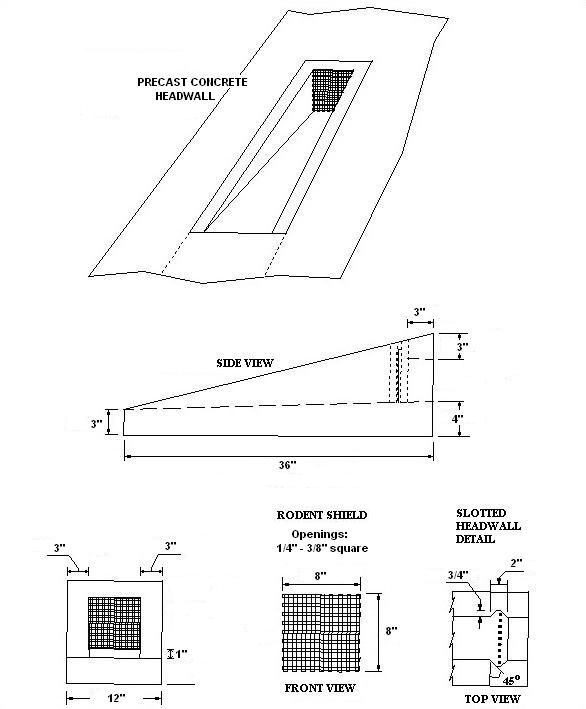 PRECAST CONCRETE
HEADWALL
3"
SIDE VIEW
3"
3"
4"
36"
RODENT SHIELD
Openings:
1/4" - 3/8" square
SLOTTED
HEADWALL
DETAIL
3"
3"
8"
2"
3/4"
8"
1"
45°
12"
FRONT VIEW
TOP VIEW